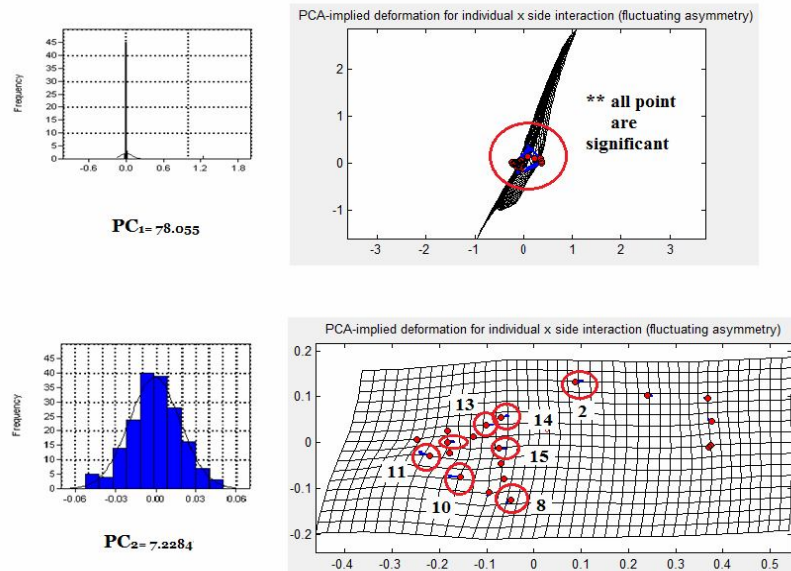 PCA-implied deformation for individual x side interaction (fluctuating asymmetry)
Frequency
45
40
35
30
25
20
15
10
5
0
-0.6 0.6 1.2 1.8
PC1= 78.055
2
1
0
-1
** all point
are
significant
-3 -2 -1 0 1 2 3
PCA-implied deformation for individual x side interaction (fluctuating asymmetry)
Frequency
45
40
35
30
25
20
15
10
5
0
-0.06 -0.03 0.00 0.03 0.06
PC2= 7.2284
0.2
0.1
0
-0.1
-0.2
13
14
2
15
11
10
8
-0.4 -0.3 -0.2 -0.1 0 0.1 0.2 0.3 0.4 0.5